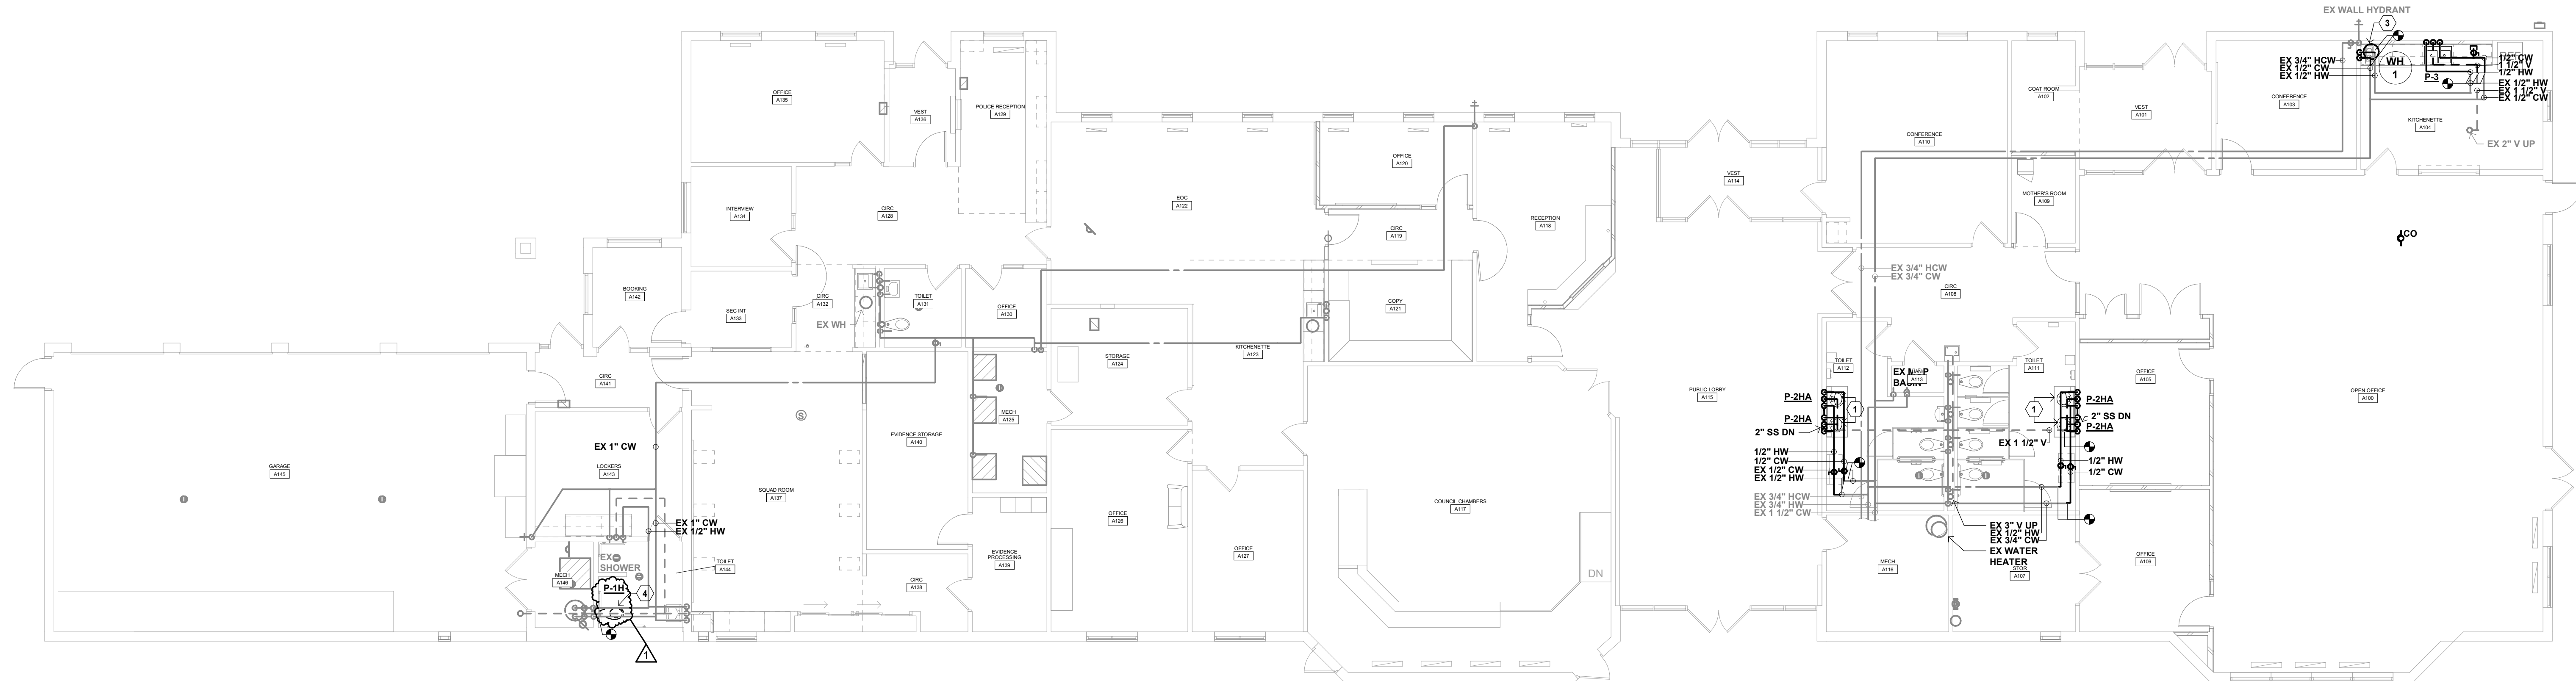 EX WALL HYDRANT
3
EX 3/4" HCW
EX 1/2" CW
EX 1/2" HW
WH
1
P-3
1/2" CW
1 1/2" V
1/2" HW
EX 1/2" HW
EX 1 1/2" V
EX 1/2" CW
EX 2" V UP
OFFICE
A135
VEST
A136
POLICE RECEPTION
A129
COAT ROOM
A102
VEST
A101
CONFERENCE
A103
KITCHENETTE
A104
CONFERENCE
A110
OFFICE
A120
VEST
A114
MOTHER'S ROOM
A109
INTERVIEW
A134
CIRC
A128
EOC
A122
CIRC
A119
RECEPTION
A118
CO
EX 3/4" HCW
EX 3/4" CW
CIRC
A108
BOOKING
A142
SEC INT
A133
CIRC
A132
EX WH
TOILET
A131
OFFICE
A130
COPY
A121
KITCHENETTE
A123
STORAGE
A124
CIRC
A141
MECH
A125
TOILET
A112
EX MOP
BASIN
A113
TOILET
A111
OFFICE
A105
PUBLIC LOBBY
A115
OPEN OFFICE
A100
P-2HA
1
P-2HA
2" SS DN
1
P-2HA
2" SS DN
P-2HA
EX 1 1/2" V
S
EVIDENCE STORAGE
A140
EX 1" CW
GARAGE
A145
LOCKERS
A143
SQUAD ROOM
A137
1/2" HW
1/2" CW
EX 1/2" CW
EX 1/2" HW
1/2" HW
1/2" CW
EX 3/4" HCW
EX 3/4" HW
EX 1 1/2" CW
COUNCIL CHAMBERS
A117
OFFICE
A126
OFFICE
A127
EX 1" CW
EX 1/2" HW
EX 3" V UP
EX 1/2" HW
EX 3/4" CW
EX WATER
HEATER
EVIDENCE
PROCESSING
A139
EX
SHOWER
MECH
A146
TOILET
A144
CIRC
A138
DN
MECH
A116
STOR
A107
OFFICE
A106
P-1H
4
1